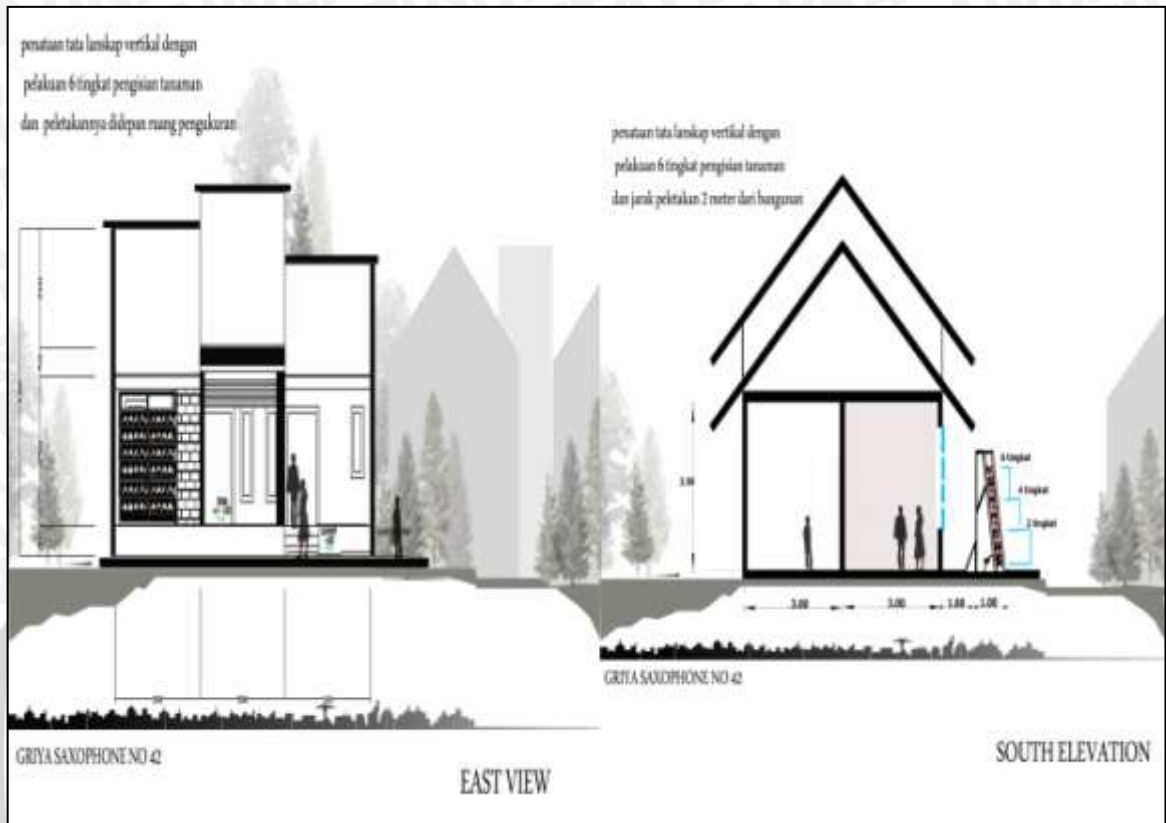 penataan tata lanskap vertikal dengan
pelakuan 6 tingkat pengisian tanaman
dan peletakannya didepan ruang pengukuran
GRIYA SAXOPHONE NO 42
EAST VIEW
penataan tata lanskap vertikal dengan
pelakuan 6 tingkat pengisian tanaman
dan jarak peletakan 2 meter dari bangunan
6 tingkat
4 tingkat
2 tingkat
3.00 3.00 1.00 1.00
GRIYA SAXOPHONE NO 42
SOUTH ELEVATION